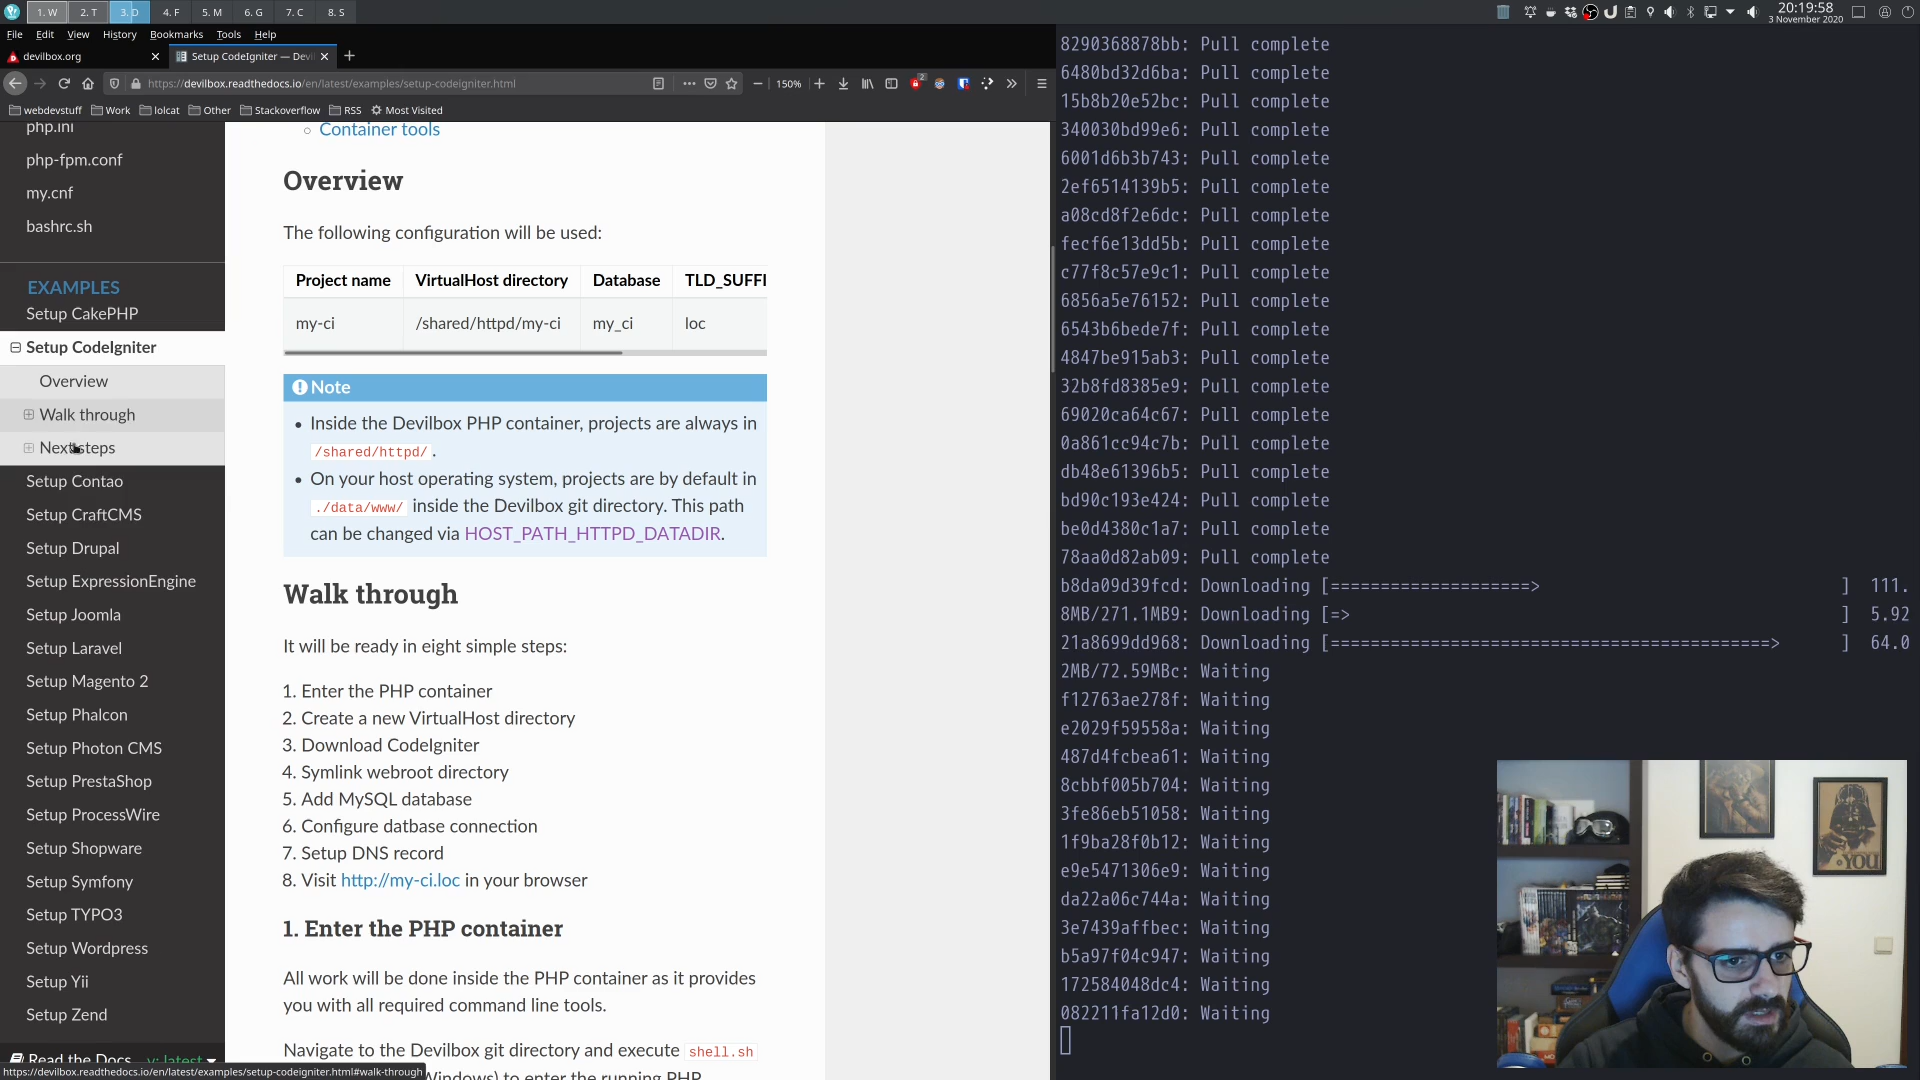 1. W
2. T
3. D
4. F
5. M
6. G
7. C
8. S
20:19:58
3 November 2020
File Edit View History Bookmarks Tools Help
devilbox.org
Setup CodeIgniter — Devi
https://devilbox.readthedocs.io/en/latest/examples/setup-codeigniter.html
150%
2
webdevstuff Work lolcat Other Stackoverflow RSS Most Visited
php.ini
php-fpm.conf
my.cnf
bashrc.sh
EXAMPLES
Setup CakePHP
Setup CodeIgniter
Overview
Walk through
Next steps
Setup Contao
Setup CraftCMS
Setup Drupal
Setup ExpressionEngine
Setup Joomla
Setup Laravel
Setup Magento 2
Setup Phalcon
Setup Photon CMS
Setup PrestaShop
Setup ProcessWire
Setup Shopware
Setup Symfony
Setup TYPO3
Setup Wordpress
Setup Yii
Setup Zend
Read the Docs v: latest
https://devilbox.readthedocs.io/en/latest/examples/setup-codeigniter.html#walk-through
Container tools
Overview
The following configuration will be used:
Project name VirtualHost directory Database TLD_SUFFI
my-ci /shared/httpd/my-ci my_ci loc
Note
Inside the Devilbox PHP container, projects are always in
/shared/httpd/.
On your host operating system, projects are by default in
./data/www/ inside the Devilbox git directory. This path
can be changed via HOST_PATH_HTTPD_DATADIR.
Walk through
It will be ready in eight simple steps:
1. Enter the PHP container
2. Create a new VirtualHost directory
3. Download CodeIgniter
4. Symlink webroot directory
5. Add MySQL database
6. Configure datbase connection
7. Setup DNS record
8. Visit http://my-ci.loc in your browser
1. Enter the PHP container
All work will be done inside the PHP container as it provides
you with all required command line tools.
Navigate to the Devilbox git directory and execute shell.sh
Windows) to enter the running PHP
8290368878bb: Pull complete
6480bd32d6ba: Pull complete
15b8b20e52bc: Pull complete
340030bd99e6: Pull complete
6001d6b3b743: Pull complete
2ef6514139b5: Pull complete
a08cd8f2e6dc: Pull complete
fecf6e13dd5b: Pull complete
c77f8c57e9c1: Pull complete
6856a5e76152: Pull complete
6543b6bede7f: Pull complete
4847be915ab3: Pull complete
32b8fd8385e9: Pull complete
69020ca64c67: Pull complete
0a861cc94c7b: Pull complete
db48e61396b5: Pull complete
bd90c193e424: Pull complete
be0d4380c1a7: Pull complete
78aa0d82ab09: Pull complete
b8da09d39fcd: Downloading [====================> ] 111.
8MB/271.1MB9: Downloading [=> ] 5.92
21a8699dd968: Downloading [============================================> ] 64.0
2MB/72.59MBc: Waiting
f12763ae278f: Waiting
e2029f59558a: Waiting
487d4fcbea61: Waiting
8cbbf005b704: Waiting
3fe86eb51058: Waiting
1f9ba28f0b12: Waiting
e9e5471306e9: Waiting
da22a06c744a: Waiting
3e7439affbec: Waiting
b5a97f04c947: Waiting
172584048dc4: Waiting
082211fa12d0: Waiting
YOU